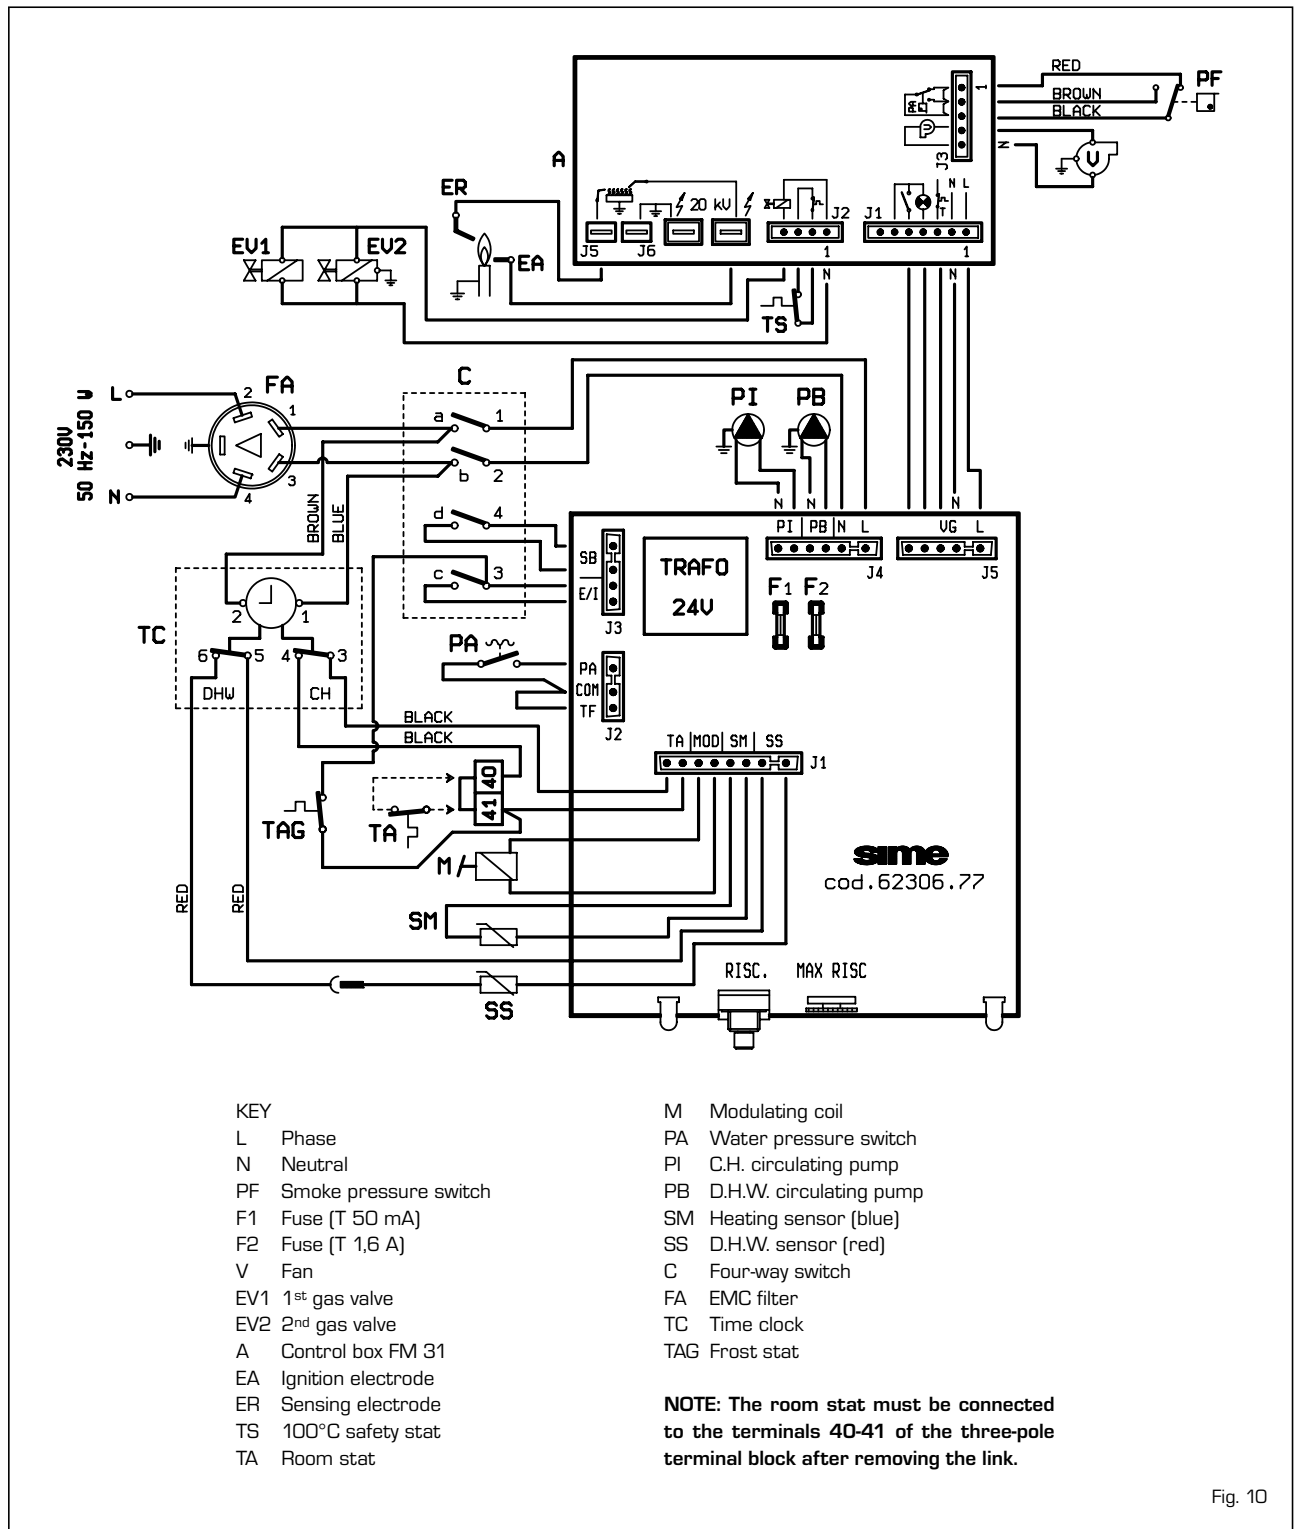 RED
BROWN
BLACK
PF
1
PA
V
J3
N
V
A
ER
EV1
EV2
EA
20 kV
J5
J6
J2
1
N
J1
T
N L
1
N
TS
230V
50 Hz-150 W
L
N
FA
2
1
3
4
C
a 1
b 2
d 4
c 3
BROWN
BLUE
PI
PB
N
N
N
PI PB N L
J4
VG L
J5
SB
E/I
J3
TRAFO
24V
F1 F2
TC
2 1
6 5 4 3
DHW
CH
PA
PA
COM
TF
J2
BLACK
BLACK
TA MOD SM SS
J1
40
41
TAG
TA
M
SM
RED
RED
SS
sime
cod.62306.77
RISC.
MAX RISC
KEY
L Phase
N Neutral
PF Smoke pressure switch
F1 Fuse (T 50 mA)
F2 Fuse (T 1,6 A)
V Fan
EV1 1st gas valve
EV2 2nd gas valve
A Control box FM 31
EA Ignition electrode
ER Sensing electrode
TS 100°C safety stat
TA Room stat
M Modulating coil
PA Water pressure switch
PI C.H. circulating pump
PB D.H.W. circulating pump
SM Heating sensor (blue)
SS D.H.W. sensor (red)
C Four-way switch
FA EMC filter
TC Time clock
TAG Frost stat
NOTE: The room stat must be connected
to the terminals 40-41 of the three-pole
terminal block after removing the link.
Fig. 10